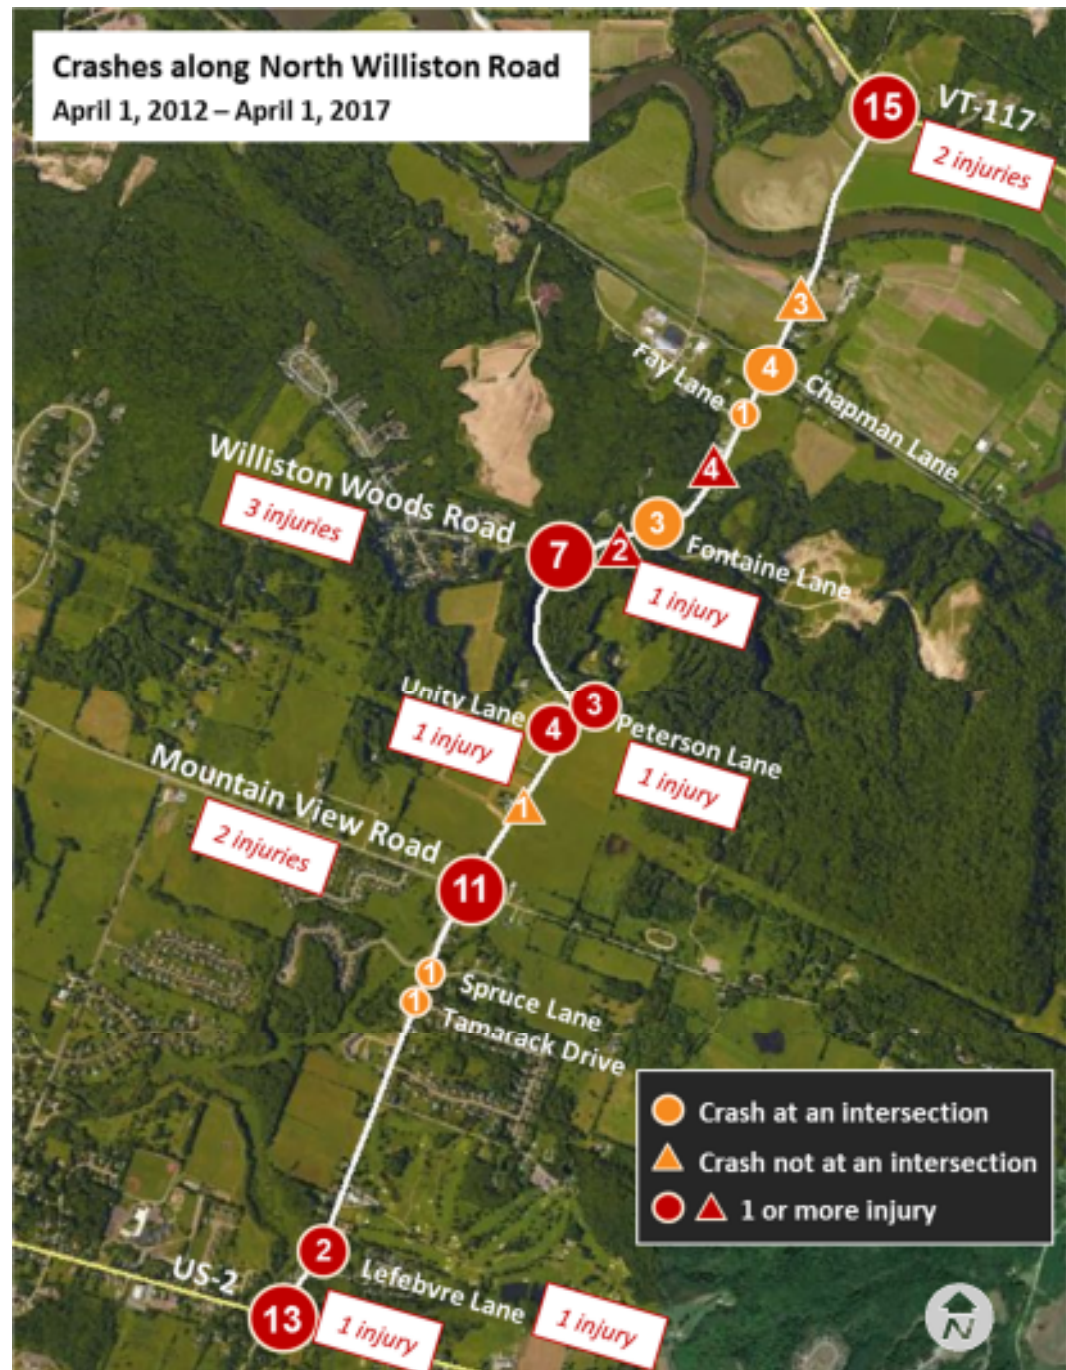 Crashes along North Williston Road
April 1, 2012 – April 1, 2017
15
VT-117
2 injuries
3
4
Fay Lane
Chapman Lane
1
4
Williston Woods Road
3 injuries
3
7
2
Fontaine Lane
1 injury
Unity Lane
3
4
Peterson Lane
1 injury
1 injury
Mountain View Road
1
2 injuries
11
1
Spruce Lane
1
Tamarack Drive
Crash at an intersection
Crash not at an intersection
1 or more injury
2
US-2
Lefebvre Lane
13
1 injury
1 injury
N